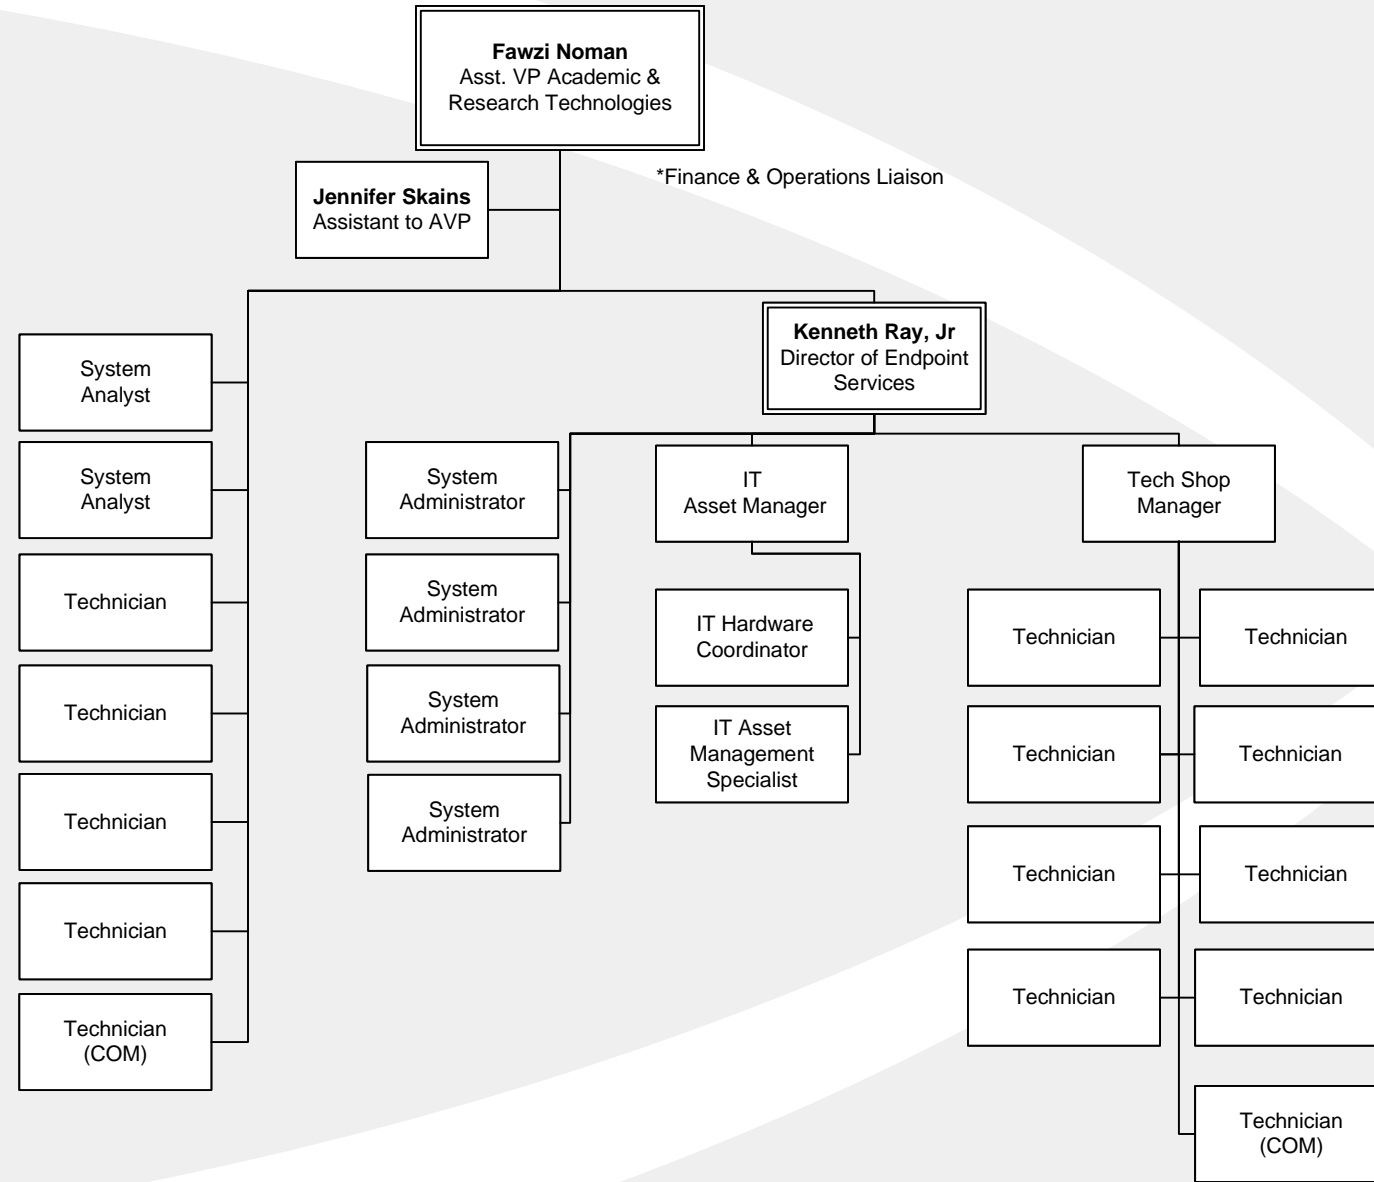 Fawzi Noman
Asst. VP Academic &
Research Technologies
*Finance & Operations Liaison
Jennifer Skains
Assistant to AVP
Kenneth Ray, Jr
Director of Endpoint
Services
System
Analyst
System
Analyst
Technician
Technician
Technician
Technician
Technician
(COM)
System
Administrator
System
Administrator
System
Administrator
System
Administrator
IT
Asset Manager
IT Hardware
Coordinator
IT Asset
Management
Specialist
Tech Shop
Manager
Technician
Technician
Technician
Technician
Technician
Technician
Technician
Technician
Technician
(COM)